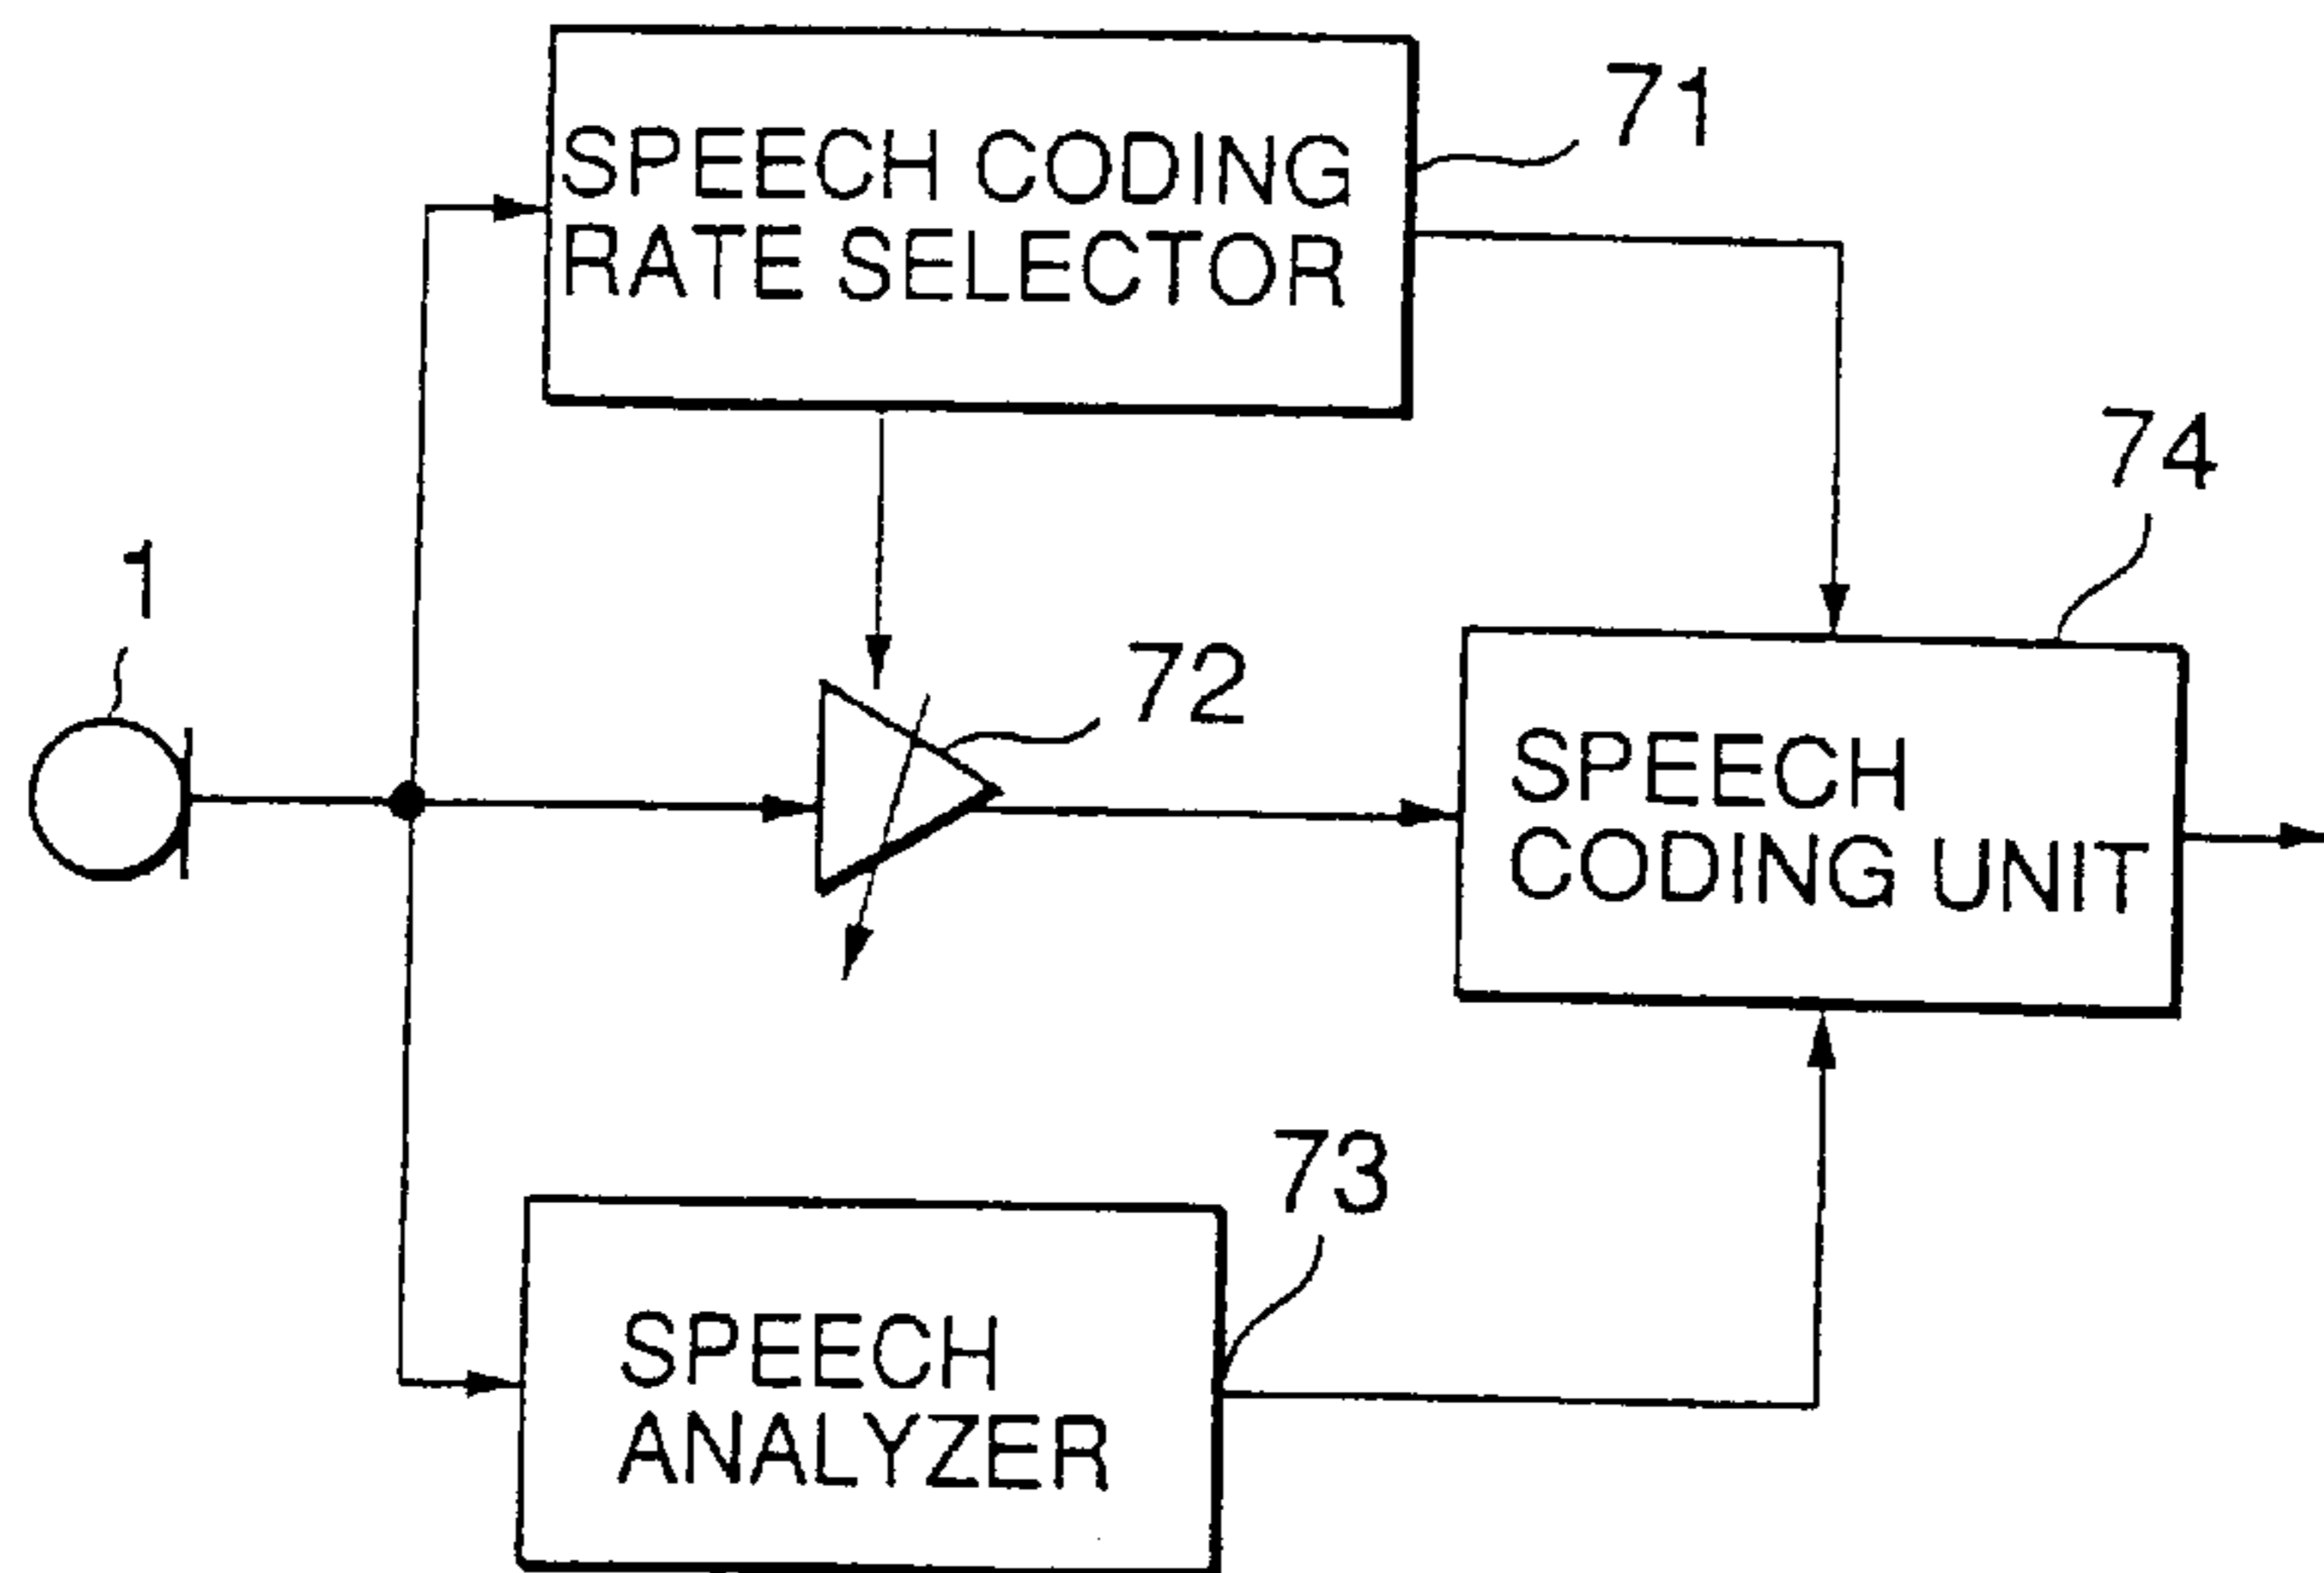 71
SPEECH CODING
RATE SELECTOR
74
1
72
SPEECH
CODING UNIT
73
SPEECH
ANALYZER